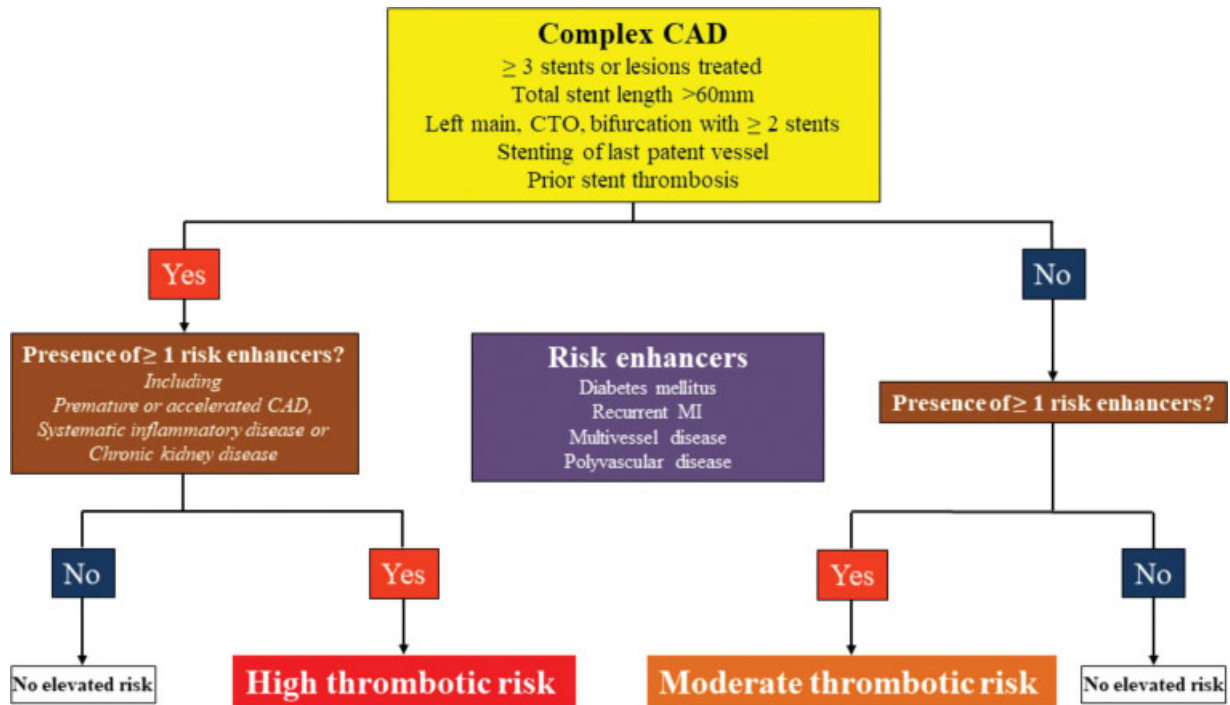 Complex CAD
≥ 3 stents or lesions treated
Total stent length >60mm
Left main, CTO, bifurcation with ≥ 2 stents
Stenting of last patent vessel
Prior stent thrombosis
Yes
No
Presence of ≥ 1 risk enhancers?
Including
Premature or accelerated CAD,
Systematic inflammatory disease or
Chronic kidney disease
Risk enhancers
Diabetes mellitus
Recurrent MI
Multivessel disease
Polyvascular disease
Presence of ≥ 1 risk enhancers?
No
Yes
Yes
No
No elevated risk
High thrombotic risk
Moderate thrombotic risk
No elevated risk